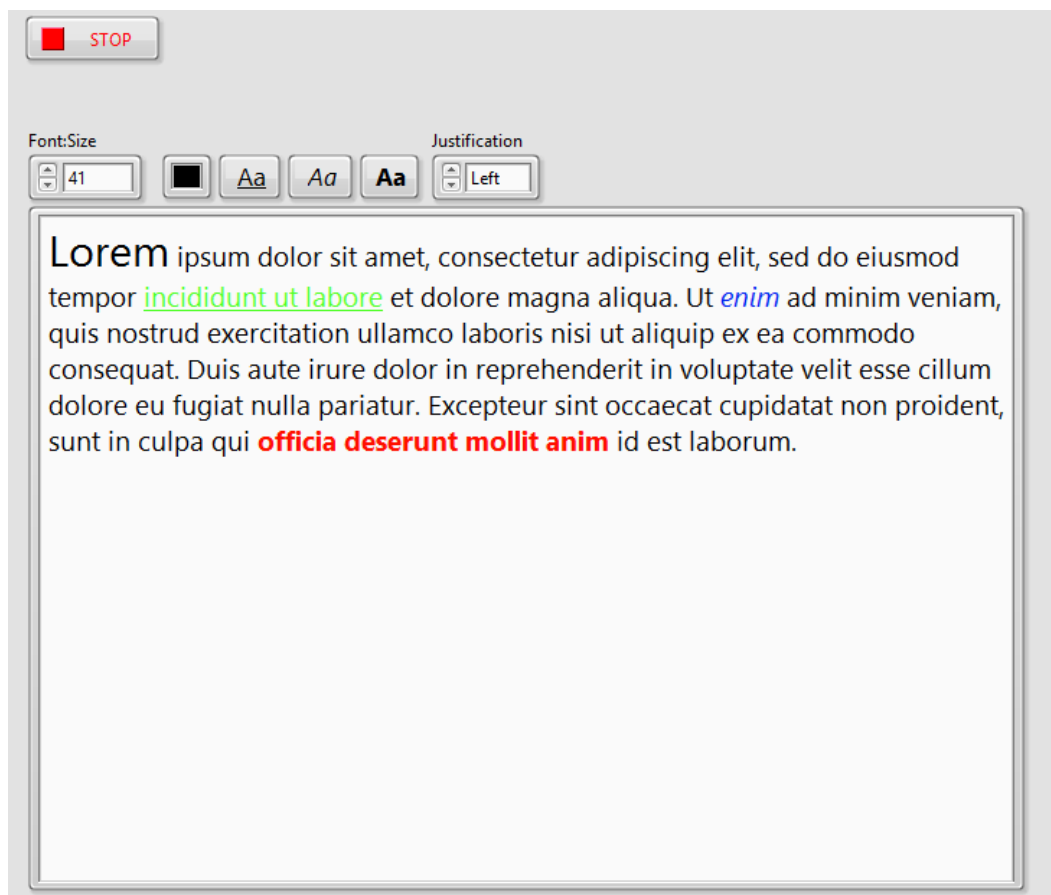 STOP
Font:Size
Justification
41
Aa
Aa
Aa
Left
Lorem ipsum dolor sit amet, consectetur adipiscing elit, sed do eiusmod
tempor incididunt ut labore et dolore magna aliqua. Ut enim ad minim veniam,
quis nostrud exercitation ullamco laboris nisi ut aliquip ex ea commodo
consequat. Duis aute irure dolor in reprehenderit in voluptate velit esse cillum
dolore eu fugiat nulla pariatur. Excepteur sint occaecat cupidatat non proident,
sunt in culpa qui officia deserunt mollit anim id est laborum.